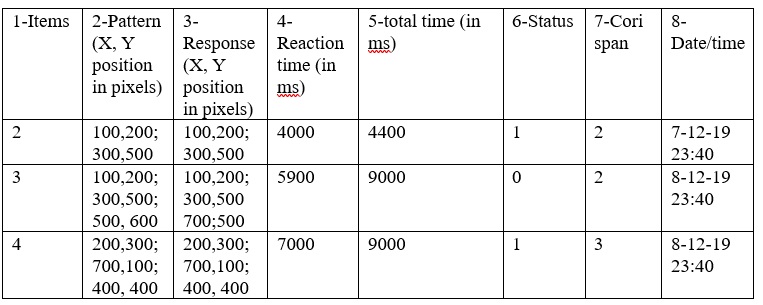 1-Items 2-Pattern 3- 4- 5-total time (in 6-Status 7-Cori 8-
(X, Y Response Reaction ms) span Date/time
position (X, Y time (in
in pixels) position ms)
in pixels)
2 100,200; 100,200; 4000 4400 1 2 7-12-19
300,500 300,500 23:40
3 100,200; 100,200; 5900 9000 0 2 8-12-19
300,500; 300,500 23:40
500, 600 700;500
4 200,300; 200,300; 7000 9000 1 3 8-12-19
700,100; 700,100; 23:40
400, 400 400, 400